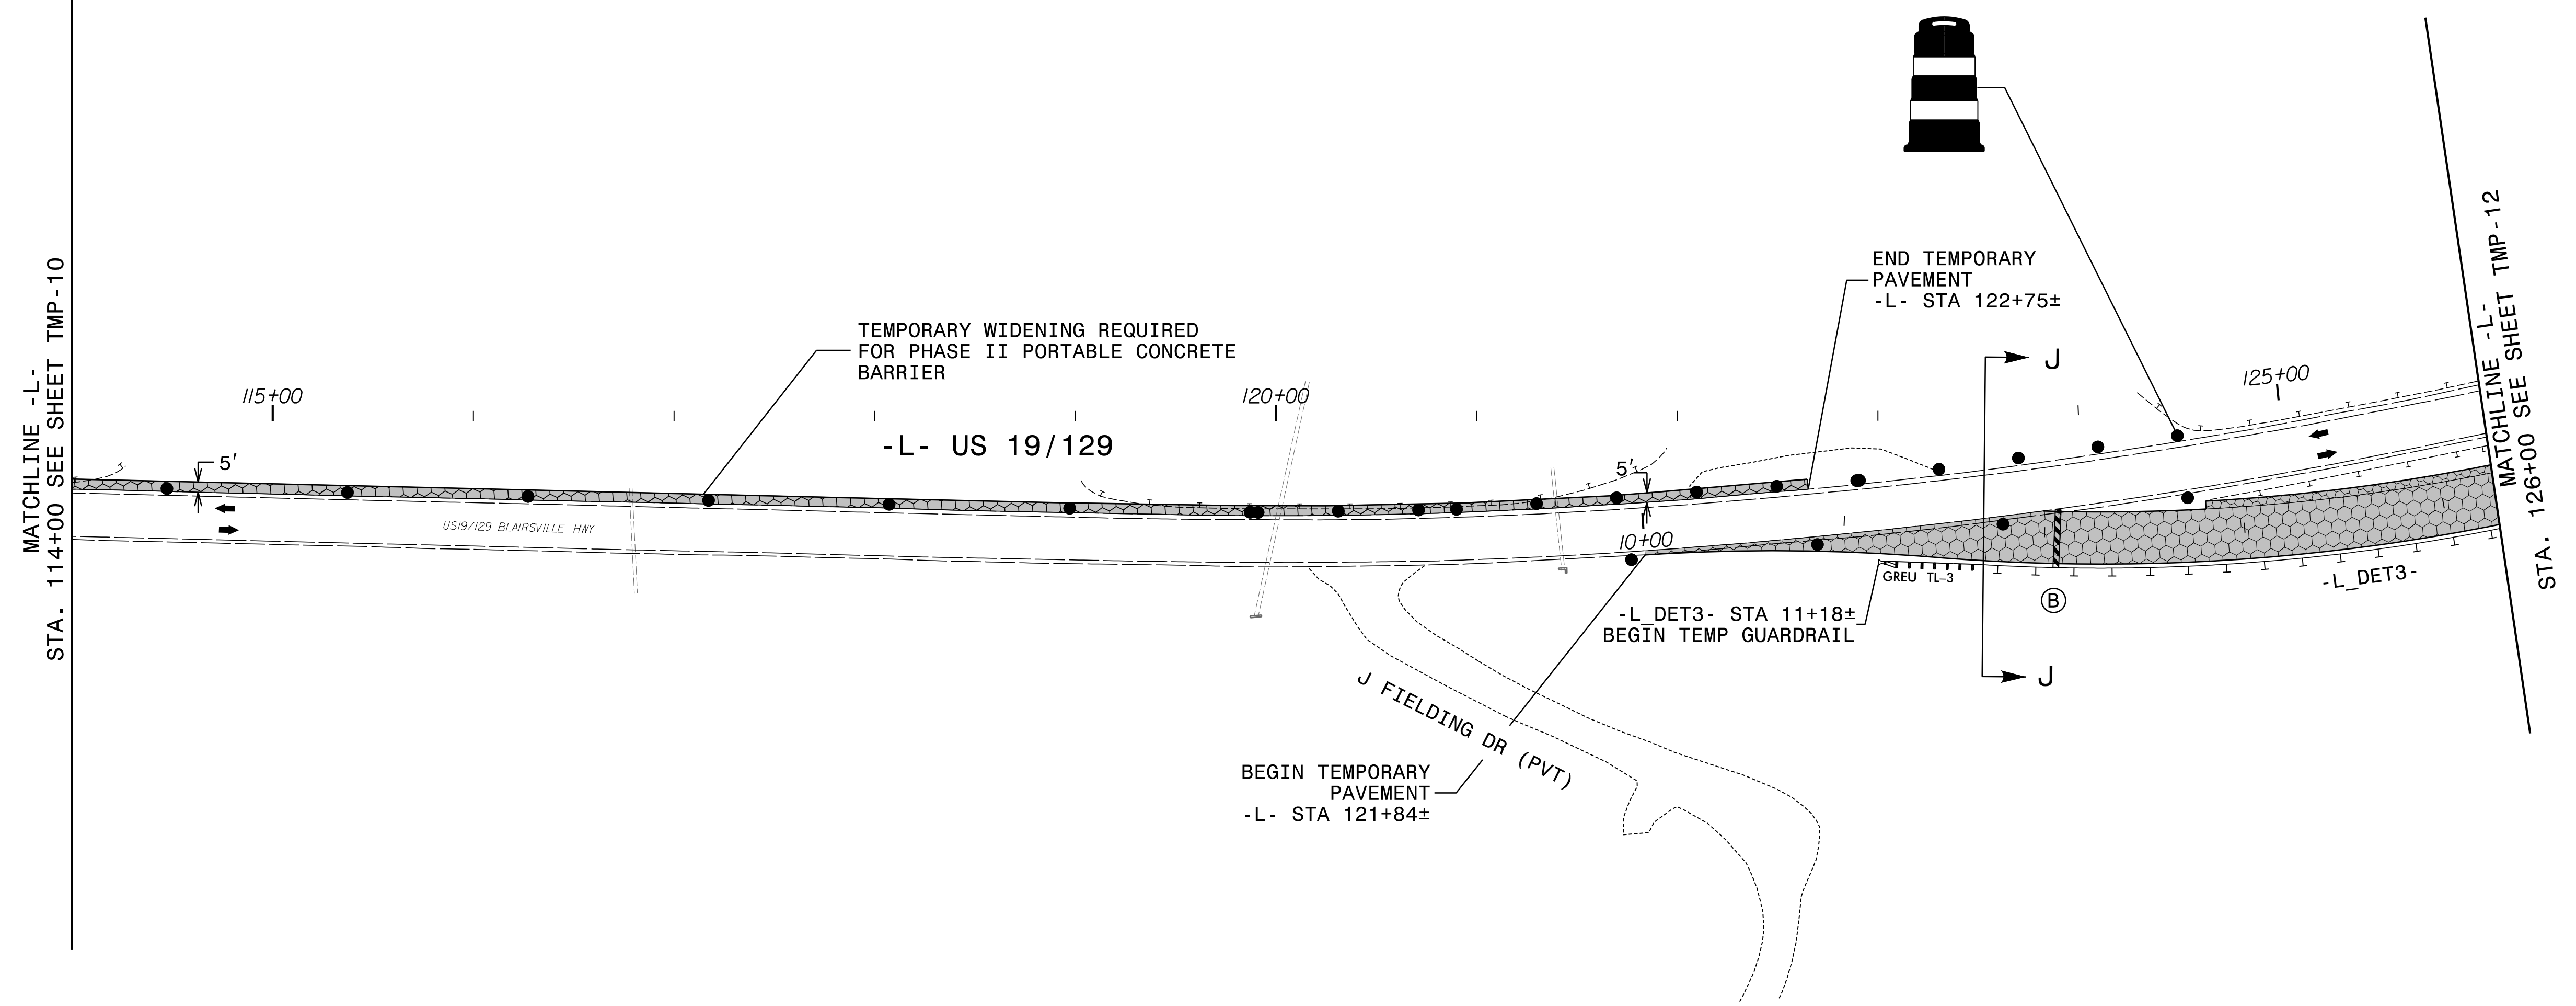 MATCHLINE -L-
STA. 114+00 SEE SHEET TMP-10
115+00
5'
US19/129 BLAIRSVILLE HWY
TEMPORARY WIDENING REQUIRED
FOR PHASE II PORTABLE CONCRETE
BARRIER
-L- US 19/129
120+00
5'
10+00
END TEMPORARY
PAVEMENT
-L- STA 122+75±
J
J
125+00
GREU TL-3
B
-L_DET3-
-L_DET3- STA 11+18±
BEGIN TEMP GUARDRAIL
J FIELDING DR (PVT)
BEGIN TEMPORARY
PAVEMENT
-L- STA 121+84±
MATCHLINE -L-
STA. 126+00 SEE SHEET TMP-12